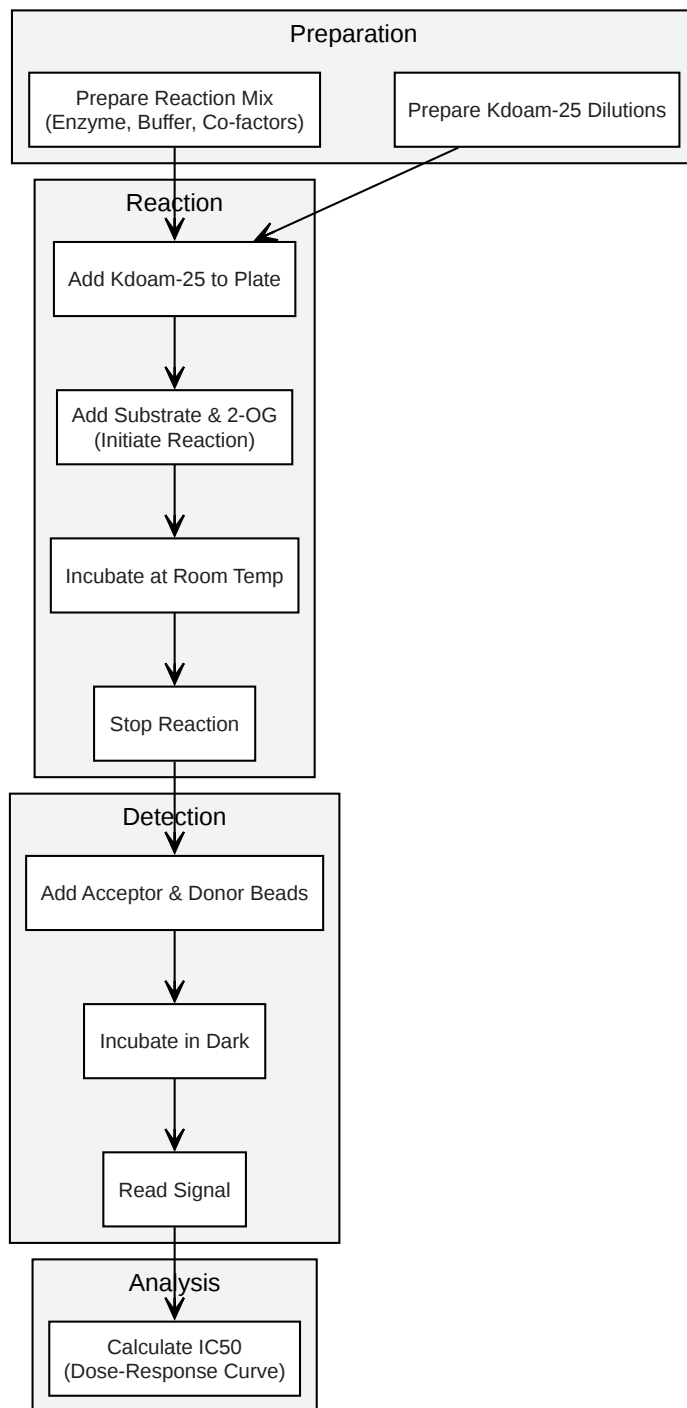 Preparation
Prepare Reaction Mix
(Enzyme, Buffer, Co-factors)
Prepare Kdoam-25 Dilutions
Reaction
Add Kdoam-25 to Plate
Add Substrate & 2-OG
(Initiate Reaction)
Incubate at Room Temp
Stop Reaction
Detection
Add Acceptor & Donor Beads
Incubate in Dark
Read Signal
Analysis
Calculate IC50
(Dose-Response Curve)